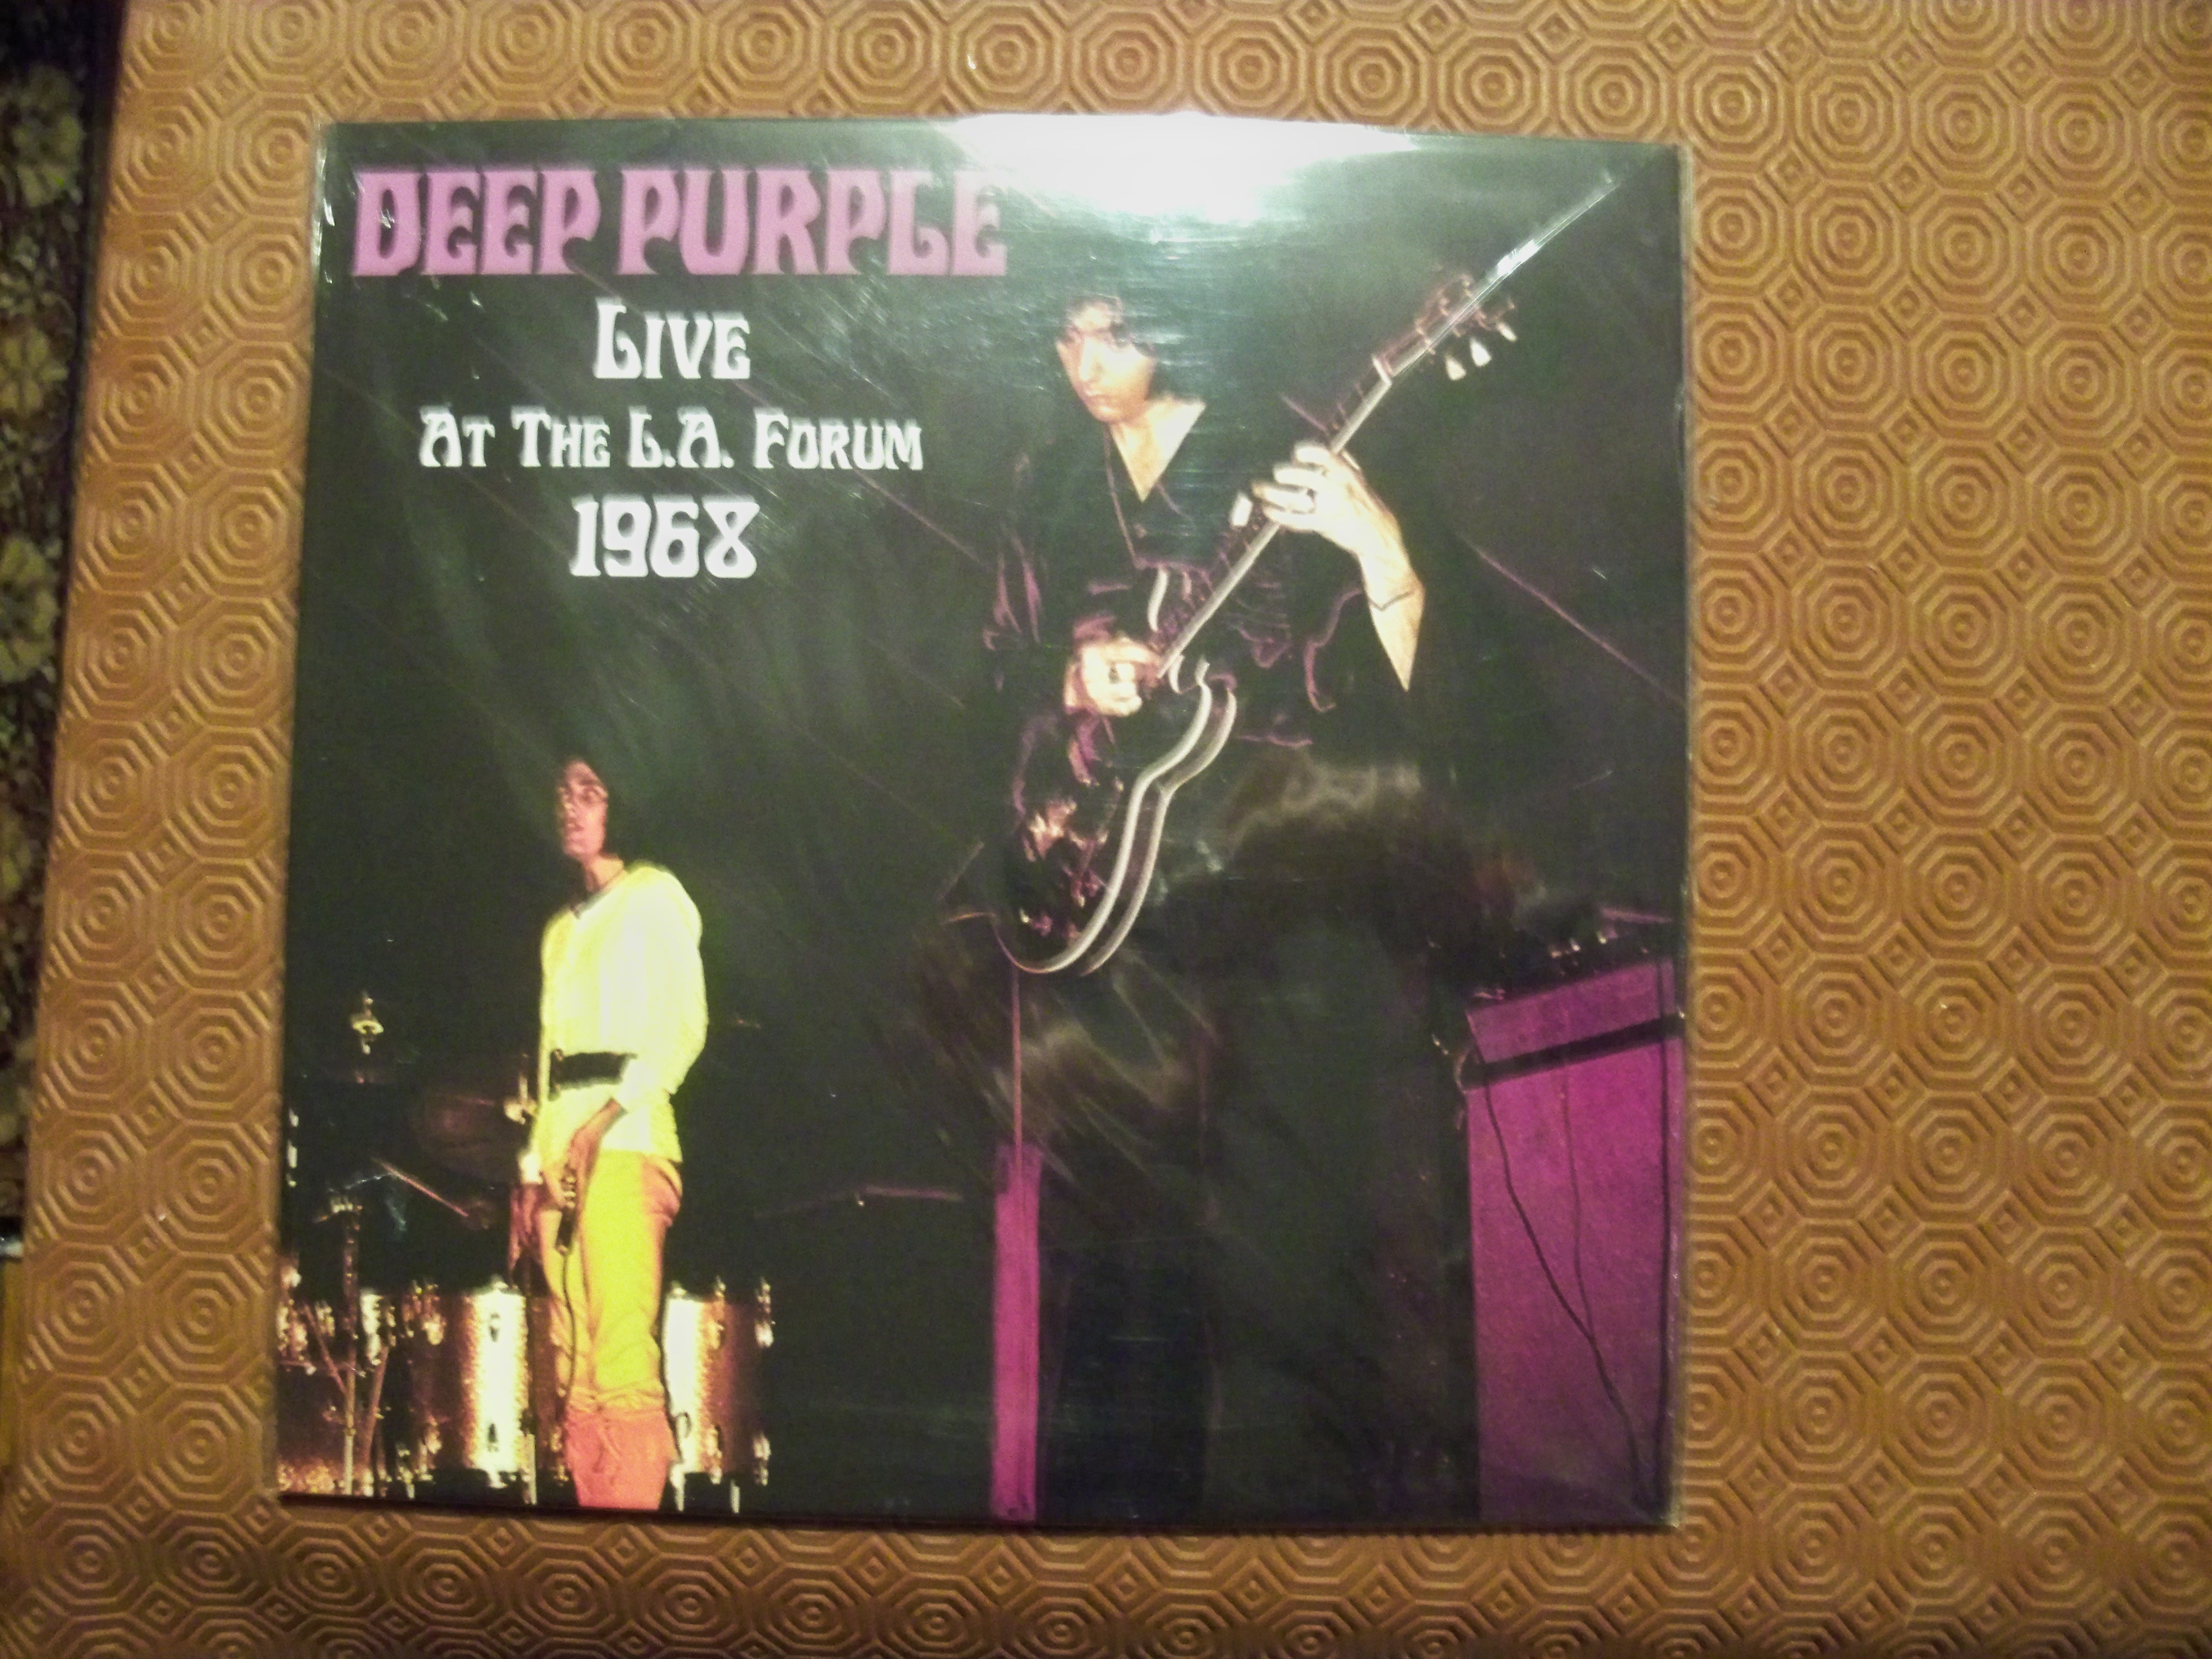 DEEP PURPLE
LIVE
AT THE L.A. FORUM
1968